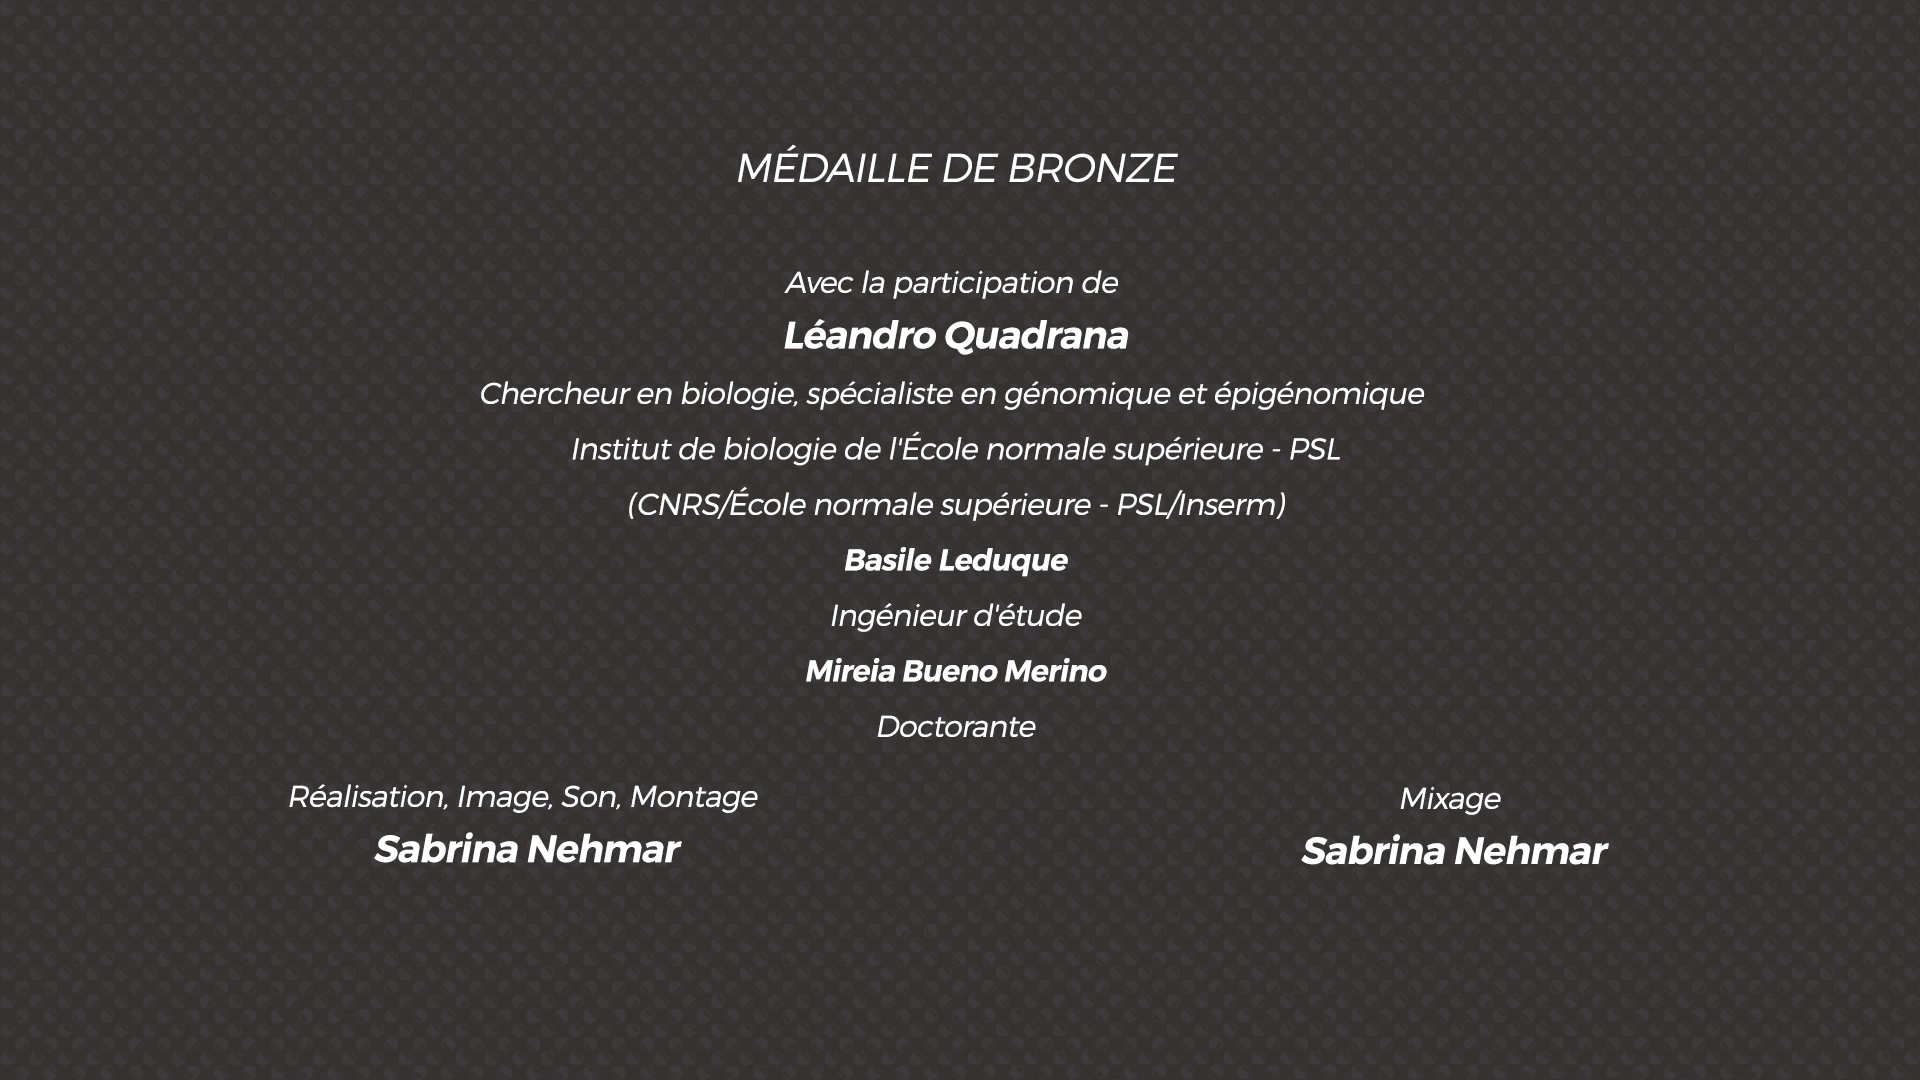 MÉDAILLE DE BRONZE
Avec la participation de
Léandro Quadrana
Chercheur en biologie, spécialiste en génomique et épigénomique
Institut de biologie de l'École normale supérieure - PSL
(CNRS/École normale supérieure - PSL/Inserm)
Basile Leduque
Ingénieur d'étude
Mireia Bueno Merino
Doctorante
Réalisation, Image, Son, Montage
Sabrina Nehmar
Mixage
Sabrina Nehmar